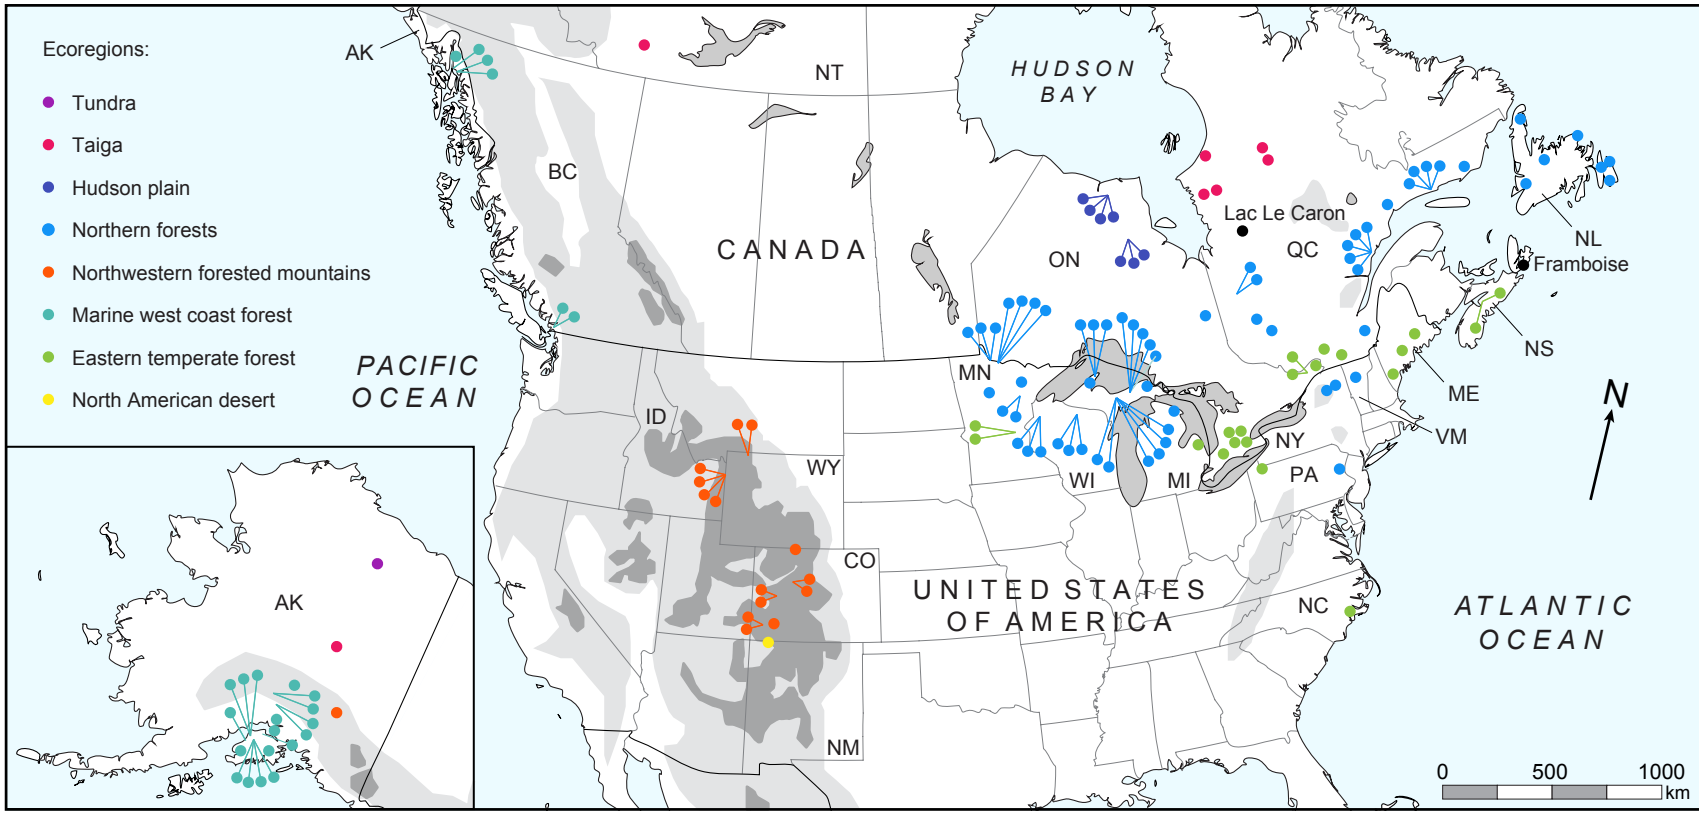 Ecoregions:
Tundra
Taiga
Hudson plain
Northern forests
Northwestern forested mountains
Marine west coast forest
Eastern temperate forest
North American desert
AK
NT
HUDSON
BAY
BC
CANADA
ON
Lac Le Caron
QC
NL
Framboise
NS
PACIFIC
OCEAN
MN
ME
N
ID
VM
NY
WY
WI
MI
PA
CO
UNITED STATES
OF AMERICA
NC
ATLANTIC
OCEAN
AK
NM
0 500 1000
km